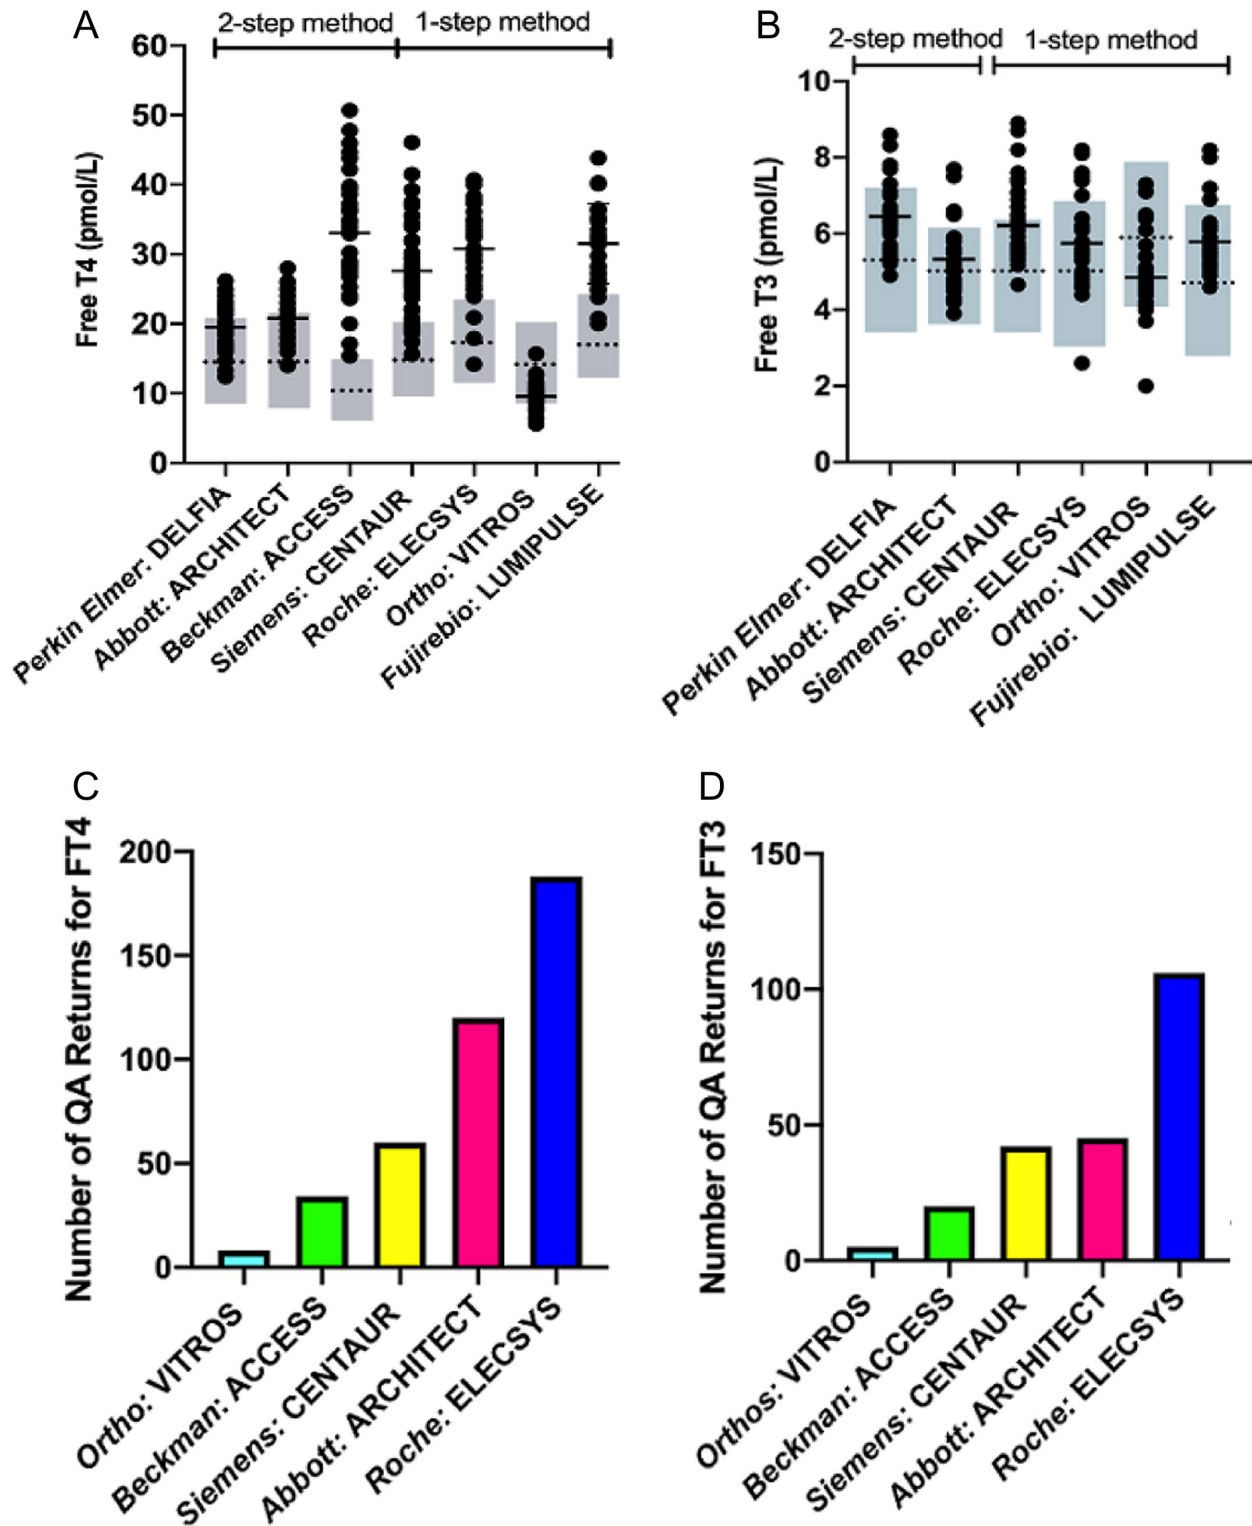 A
2-step method 1-step method
60
50
40
30
20
10
0
Free T4 (pmol/L)
Perkin Elmer: DELFIA
Abbott: ARCHITECT
Beckman: ACCESS
Siemens: CENTAUR
Roche: ELECSYS
Ortho: VITROS
Fujirebio: LUMIPULSE
B
2-step method 1-step method
10
8
6
4
2
0
Free T3 (pmol/L)
Perkin Elmer: DELFIA
Abbott: ARCHITECT
Siemens: CENTAUR
Roche: ELECSYS
Ortho: VITROS
Fujirebio: LUMIPULSE
C
200
150
100
50
0
Number of QA Returns for FT4
Ortho: VITROS
Beckman: ACCESS
Siemens: CENTAUR
Abbott: ARCHITECT
Roche: ELECSYS
D
150
100
50
0
Number of QA Returns for FT3
Orthos: VITROS
Beckman: ACCESS
Siemens: CENTAUR
Abbott: ARCHITECT
Roche: ELECSYS